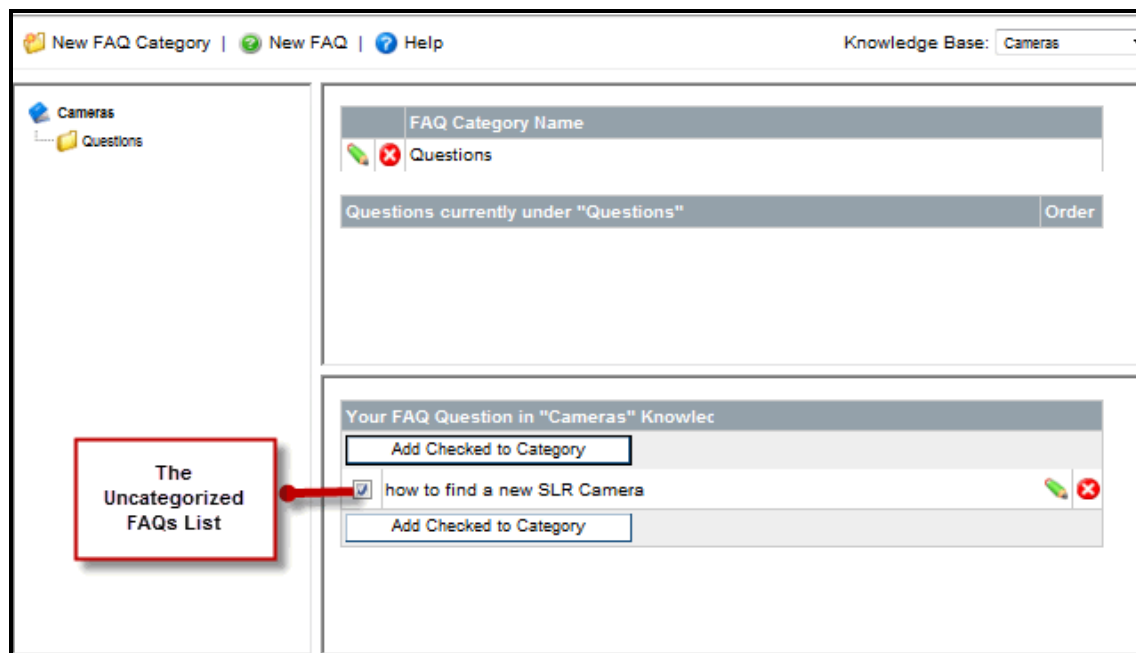 New FAQ Category | New FAQ | Help
Knowledge Base: Cameras
Cameras
Questions
FAQ Category Name
Questions
Questions currently under "Questions" Order
Your FAQ Question in "Cameras" Knowlec
Add Checked to Category
how to find a new SLR Camera
Add Checked to Category
The
Uncategorized
FAQs List